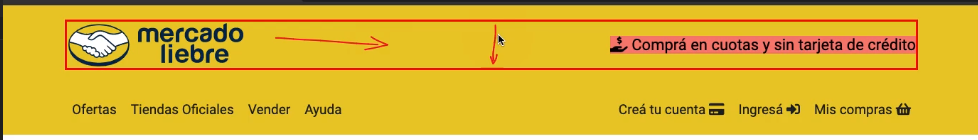 mercado
liebre
Comprá en cuotas y sin tarjeta de crédito
Ofertas Tiendas Oficiales Vender Ayuda
Creá tu cuenta Ingresá Mis compras